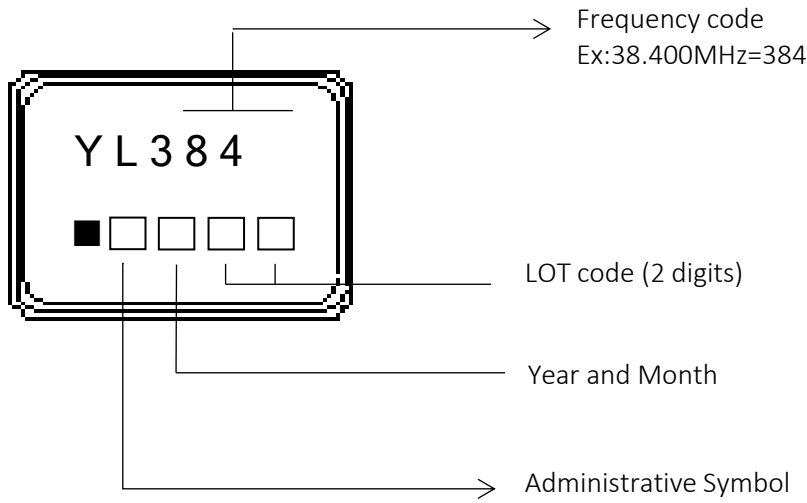 Frequency code
Ex:38.400MHz=384
YL384
LOT code (2 digits)
Year and Month
Administrative Symbol